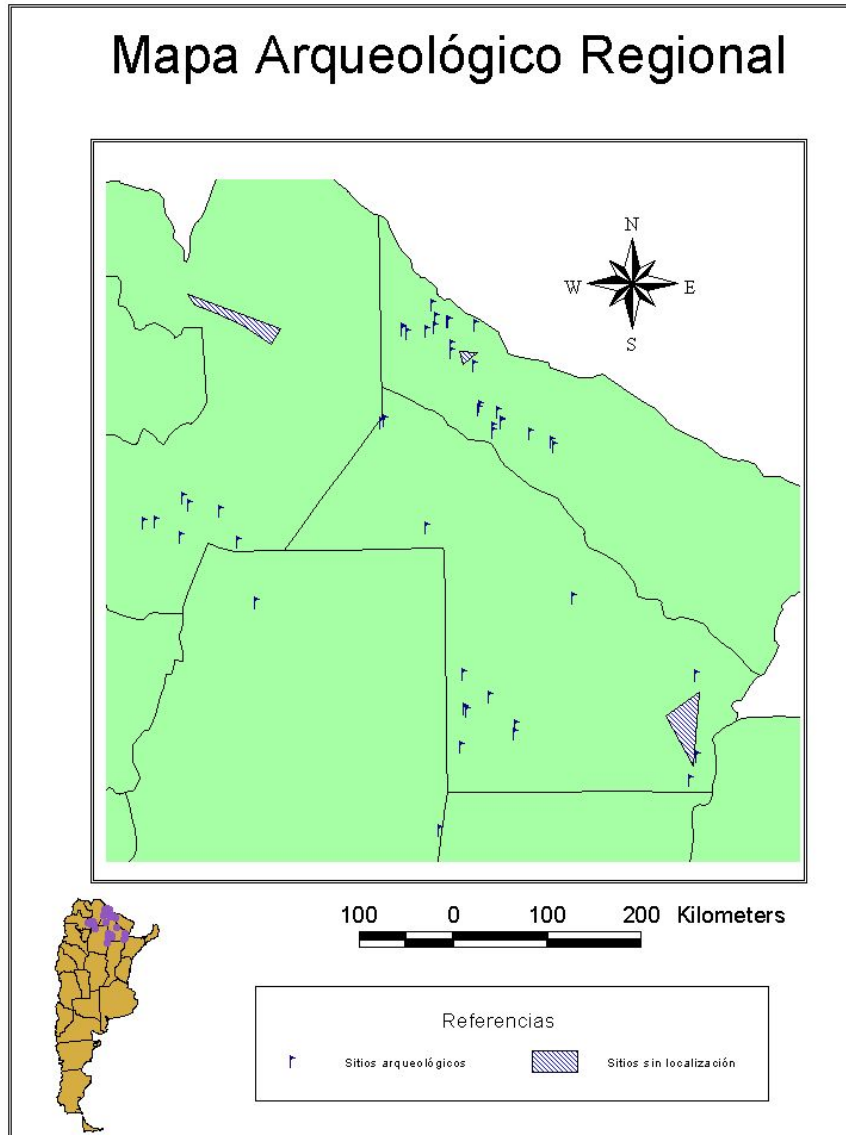 Mapa Arqueológico Regional
N
W E
S
100 0 100 200 Kilometers
Referencias
Sitios arqueológicos Sitios sin localización